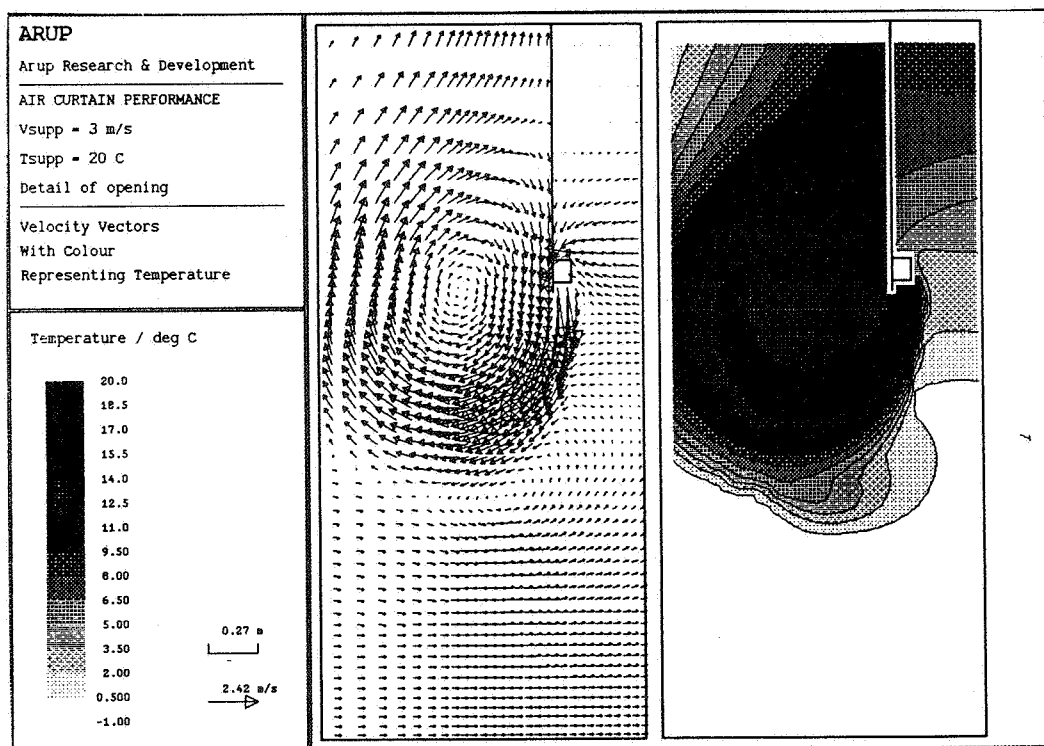 ARUP
Arup Research & Development
AIR CURTAIN PERFORMANCE
Vsupp = 3 m/s
Tsupp = 20 C
Detail of opening
Velocity Vectors
With Colour
Representing Temperature
Temperature / deg C
20.0
18.5
17.0
15.5
14.0
12.5
11.0
9.50
8.00
6.50
5.00
3.50
2.00
0.500
-1.00
0.27 m
2.42 m/s